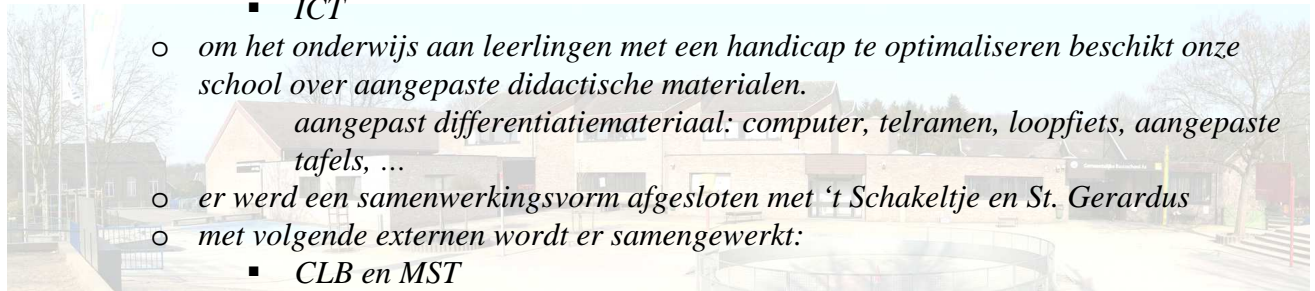 ▪ ICT
o om het onderwijs aan leerlingen met een handicap te optimaliseren beschikt onze
school over aangepaste didactische materialen.
aangepast differentiatiemateriaal: computer, telramen, loopfiets, aangepaste
tafels, …
o er werd een samenwerkingsvorm afgesloten met ‘t Schakeltje en St. Gerardus
o met volgende externen wordt er samengewerkt:
▪ CLB en MST